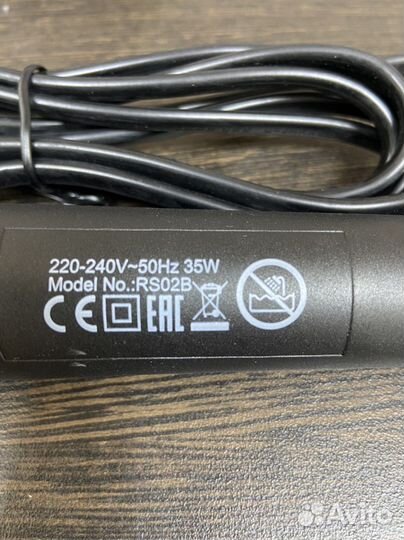 220-240V~50Hz 35W
Model No.:RS02B
CE EAC
Avito